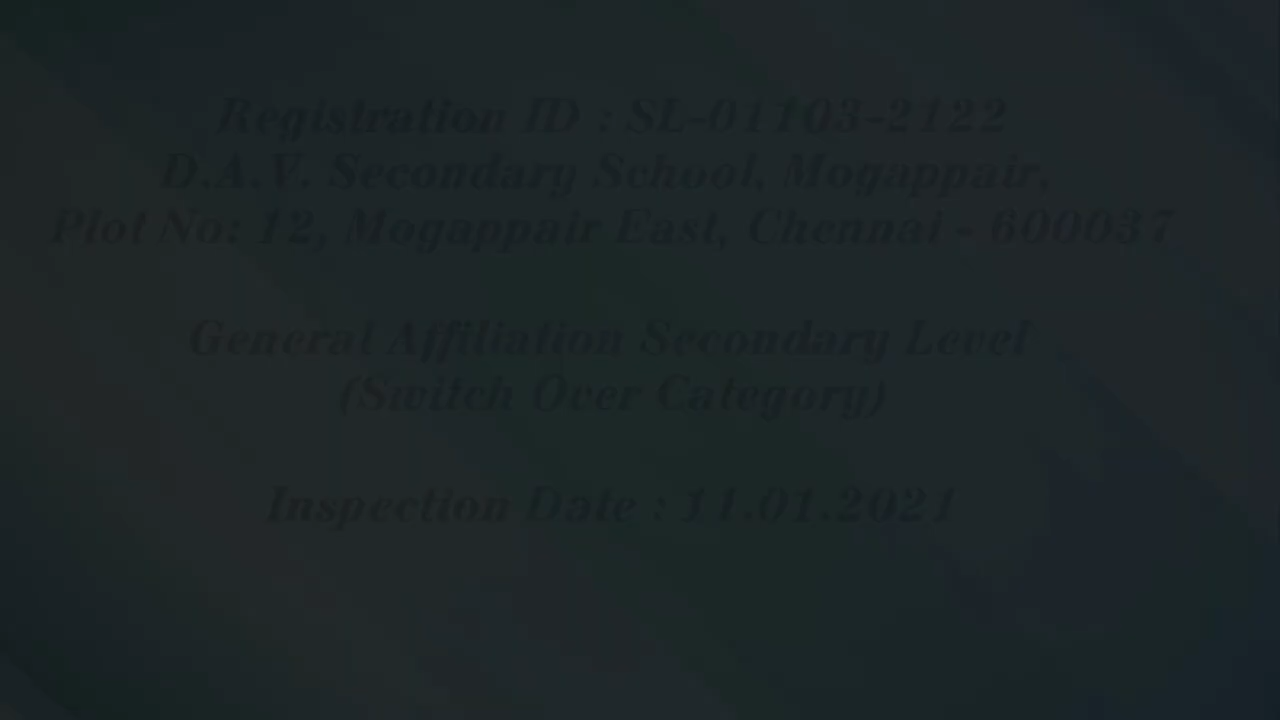 Registration ID : SL-01103-2122
D.A.V. Secondary School, Mogappair,
Plot No: 12, Mogappair East, Chennai - 600037
General Affiliation Secondary Level
(Switch Over Category)
Inspection Date : 11.01.2021